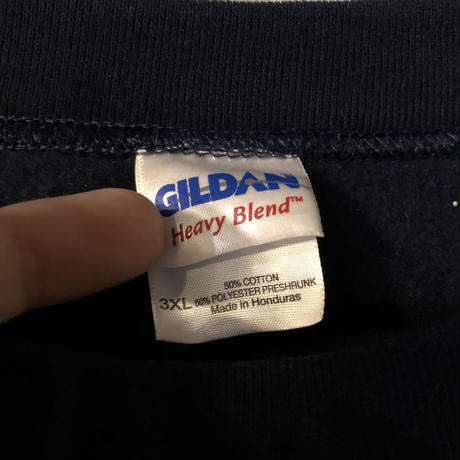 GILDAN
Heavy Blend™
50% COTTON
3XL 50% POLYESTER PRESHRUNK
Made in Honduras